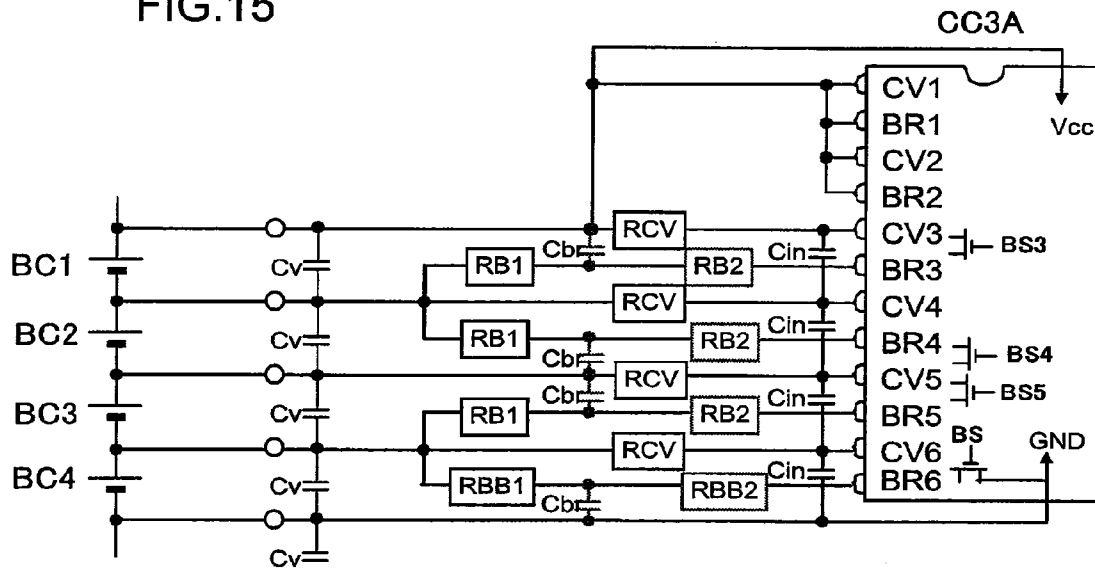 FIG.15
CC3A
CV1
Vcc
BR1
CV2
BR2
RCV
CV3
BS3
Cbr
Cin
BC1
Cv
RB1
RB2
BR3
RCV
CV4
BC2
Cv
RB1
RB2
Cin
BR4
BS4
Cbr
RCV
CV5
BC3
Cv
Cbr
Cin
BS5
RB1
RB2
BR5
BS
GND
RCV
CV6
BC4
Cv
RBB1
RBB2
Cin
BR6
Cbr
Cv